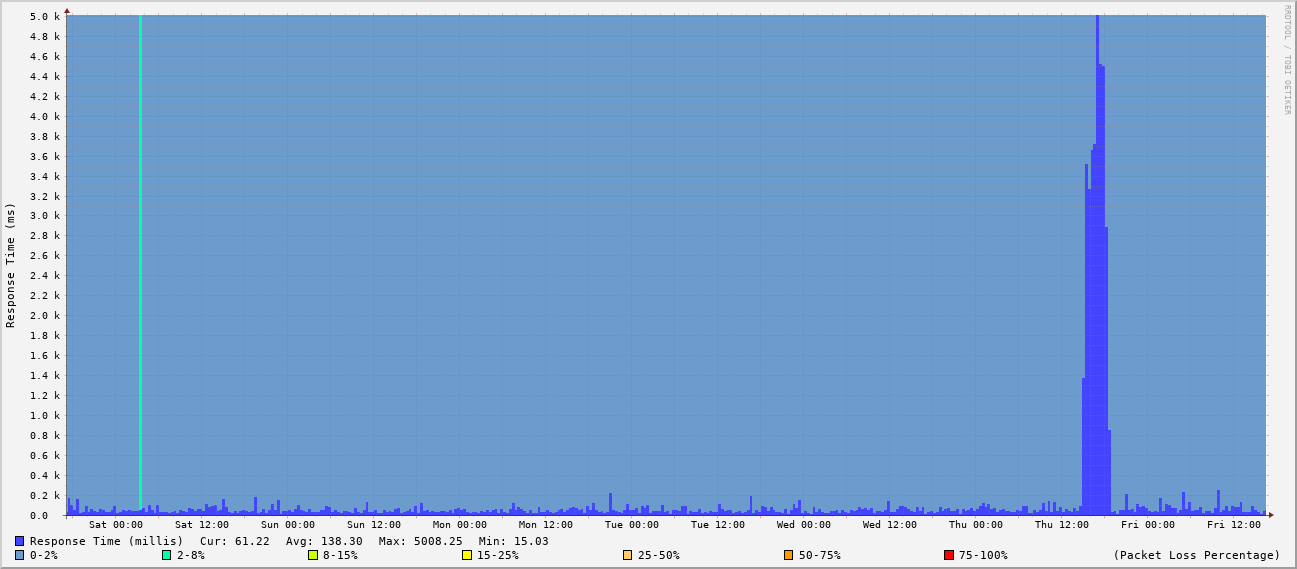 RRDTOOL / TOBI OETIKER
Response Time (ms)
5.0 k
4.8 k
4.6 k
4.4 k
4.2 k
4.0 k
3.8 k
3.6 k
3.4 k
3.2 k
3.0 k
2.8 k
2.6 k
2.4 k
2.2 k
2.0 k
1.8 k
1.6 k
1.4 k
1.2 k
1.0 k
0.8 k
0.6 k
0.4 k
0.2 k
0.0
Sat 00:00 Sat 12:00 Sun 00:00 Sun 12:00 Mon 00:00 Mon 12:00 Tue 00:00 Tue 12:00 Wed 00:00 Wed 12:00 Thu 00:00 Thu 12:00 Fri 00:00 Fri 12:00
Response Time (millis) Cur: 61.22 Avg: 138.30 Max: 5008.25 Min: 15.03
0-2% 2-8% 8-15% 15-25% 25-50% 50-75% 75-100% (Packet Loss Percentage)